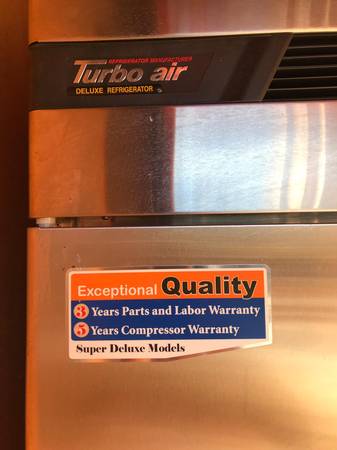 REFRIGERATOR MANUFACTURER
Turbo air
DELUXE REFRIGERATOR
Exceptional Quality
3 Years Parts and Labor Warranty
5 Years Compressor Warranty
Super Deluxe Models